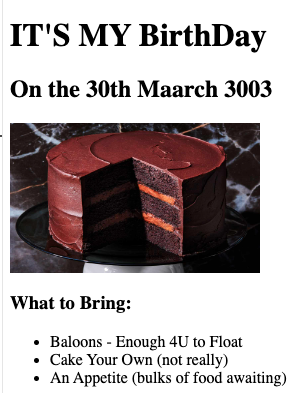 IT'S MY BirthDay
On the 30th Maarch 3003
What to Bring:
Baloons - Enough 4U to Float
Cake Your Own (not really)
An Appetite (bulks of food awaiting)